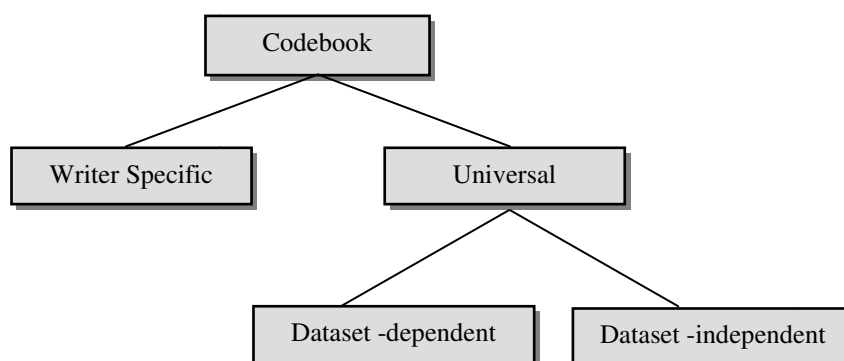 Codebook
Writer Specific
Universal
Dataset -dependent
Dataset -independent